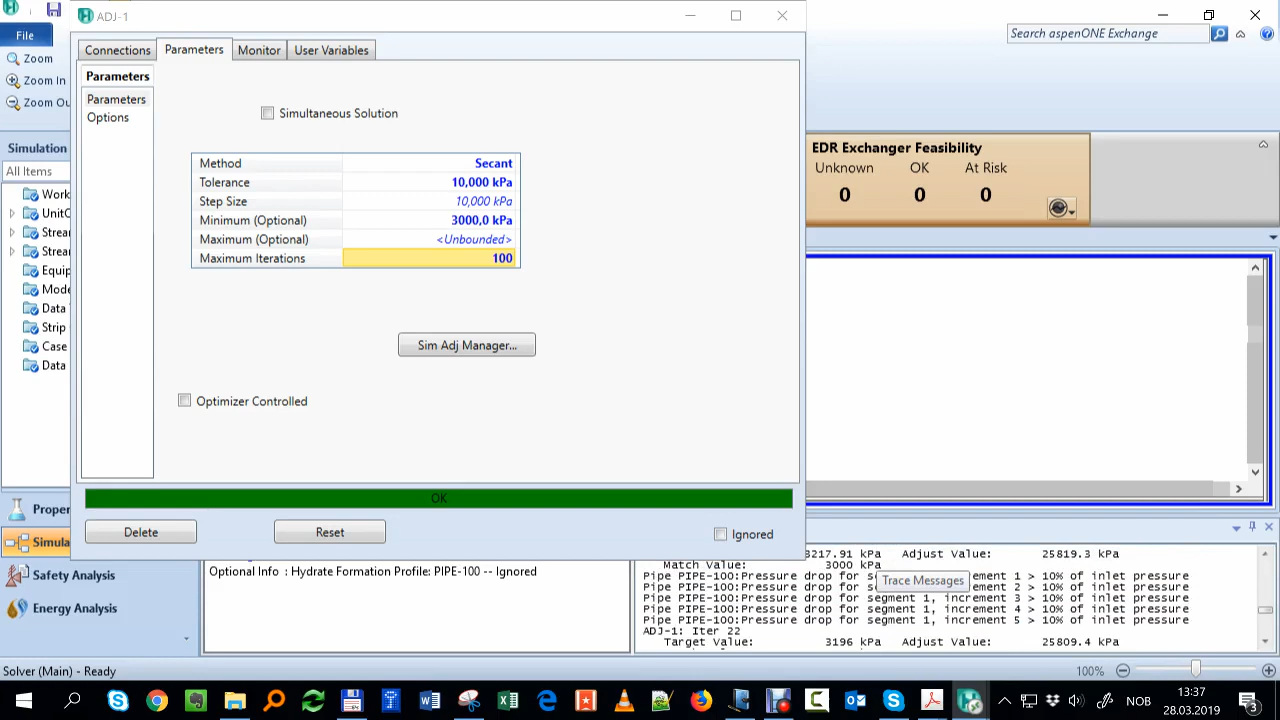 ADJ-1
File
Search aspenONE Exchange
Zoom
Zoom In
Zoom Ou
Connections
Parameters
Monitor
User Variables
Parameters
Parameters
Options
Simultaneous Solution
Method Secant
Tolerance 10,000 kPa
Step Size 10,000 kPa
Minimum (Optional) 3000,0 kPa
Maximum (Optional) <Unbounded>
Maximum Iterations 100
Sim Adj Manager...
Optimizer Controlled
OK
Delete
Reset
Ignored
EDR Exchanger Feasibility
Unknown OK At Risk
0 0 0
Simulation
All Items
Work
UnitO
Strea
Strea
Equip
Mode
Data
Strip
Case
Data
Proper
Simula
Safety Analysis
Energy Analysis
Optional Info : Hydrate Formation Profile: PIPE-100 -- Ignored
3217.91 kPa Adjust Value: 25819.3 kPa
Match Value: 3000 kPa
Pipe PIPE-100:Pressure drop for se ement 1 > 10% of inlet pressure
Pipe PIPE-100:Pressure drop for se ement 2 > 10% of inlet pressure
Trace Messages
Pipe PIPE-100:Pressure drop for segment 1, increment 3 > 10% of inlet pressure
Pipe PIPE-100:Pressure drop for segment 1, increment 4 > 10% of inlet pressure
Pipe PIPE-100:Pressure drop for segment 1, increment 5 > 10% of inlet pressure
ADJ-1: Iter 22
Target Value: 3196 kPa Adjust Value: 25809.4 kPa
Solver (Main) - Ready
100%
NOB
13:37
28.03.2019
3